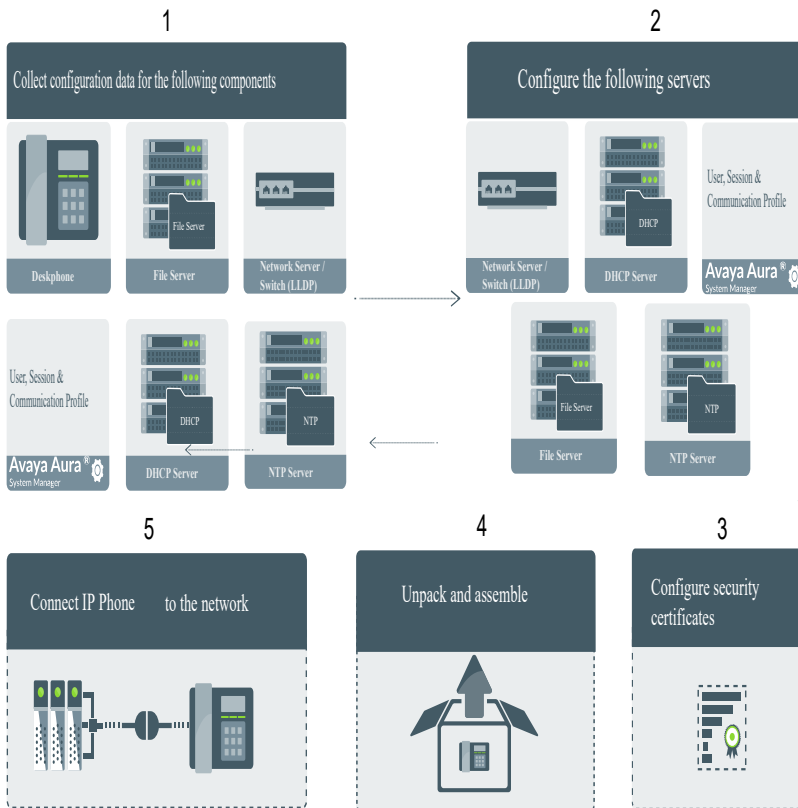 1
Collect configuration data for the following components
Deskphone
File Server
File Server
Network Server /
Switch (LLDP)
User, Session &
Communication Profile
Avaya Aura®
System Manager
DHCP
DHCP Server
NTP
NTP Server
2
Configure the following servers
Network Server /
Switch (LLDP)
DHCP
DHCP Server
User, Session &
Communication Profile
Avaya Aura®
System Manager
File Server
File Server
NTP
NTP Server
5
Connect IP Phone to the network
4
Unpack and assemble
3
Configure security
certificates